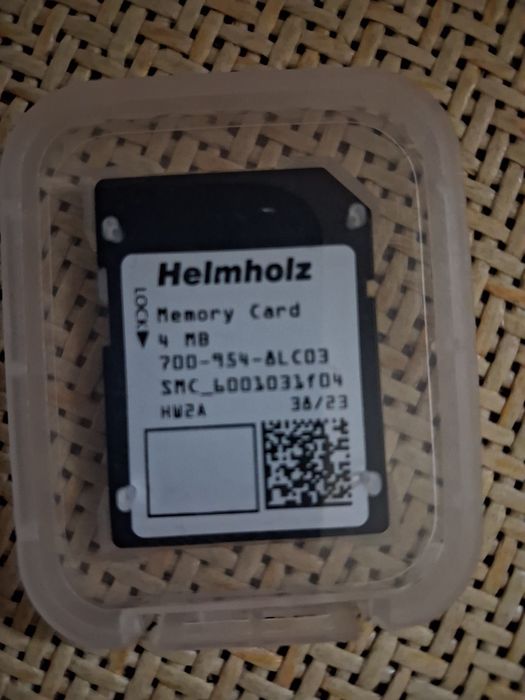 Helmholz
LOCK
Memory Card
4 MB
700-954-8LC03
SMC_6001031f04
HW2A 38/23